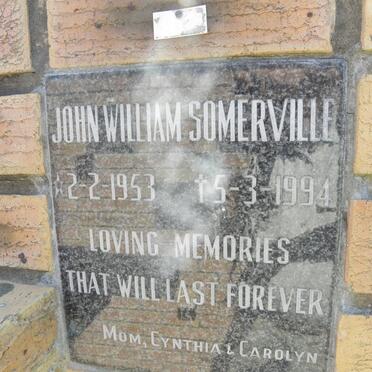 JOHN WILLIAM SOMERVILLE
☆ 2-2-1953 ✝ 5-3-1994
LOVING MEMORIES
THAT WILL LAST FOREVER
MOM, CYNTHIA & CAROLYN